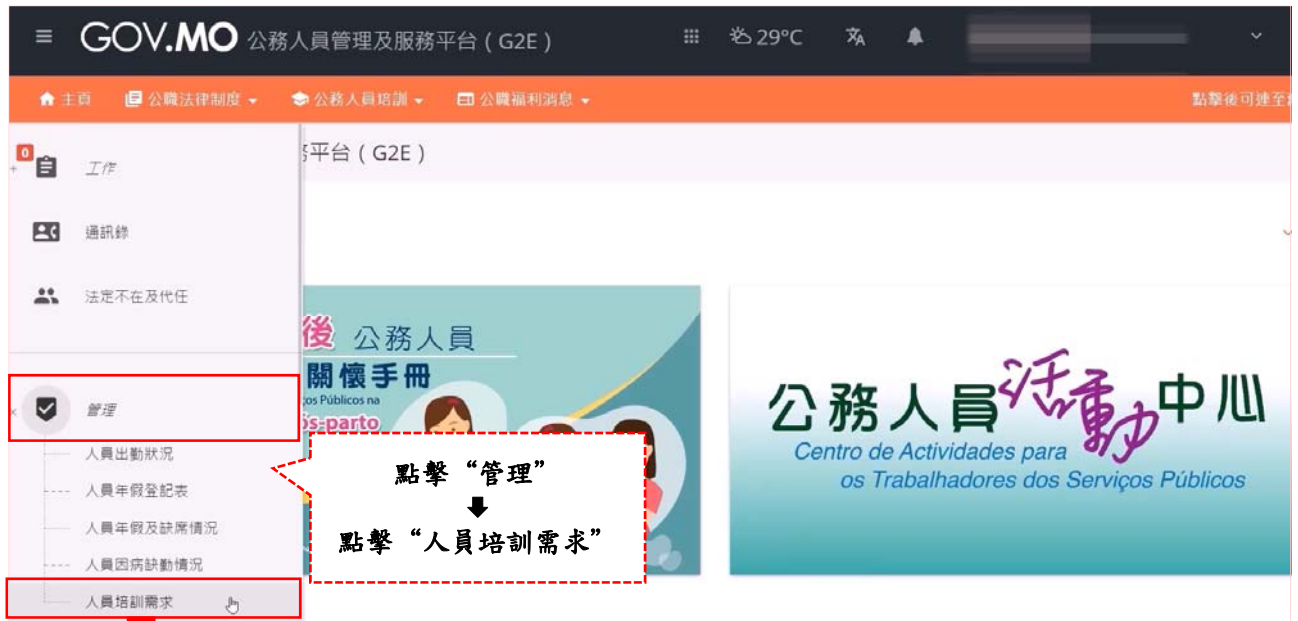 GOV.MO 公務人員管理及服務平台 ( G2E )
29°C
主頁 公職法律制度 公務人員培訓 公職福利消息 點擊後可連至
平台 ( G2E )
0
工作
通訊錄
法定不在及代任
管理
人員出勤狀況
人員年假登記表
人員年假及缺席情況
人員因病缺勤情況
人員培訓需求
後 公務人員
關懷手冊
ços Públicos na
ós-parto
點擊“管理”
點擊“人員培訓需求”
公務人員活動中心
Centro de Actividades para
os Trabalhadores dos Serviços Públicos